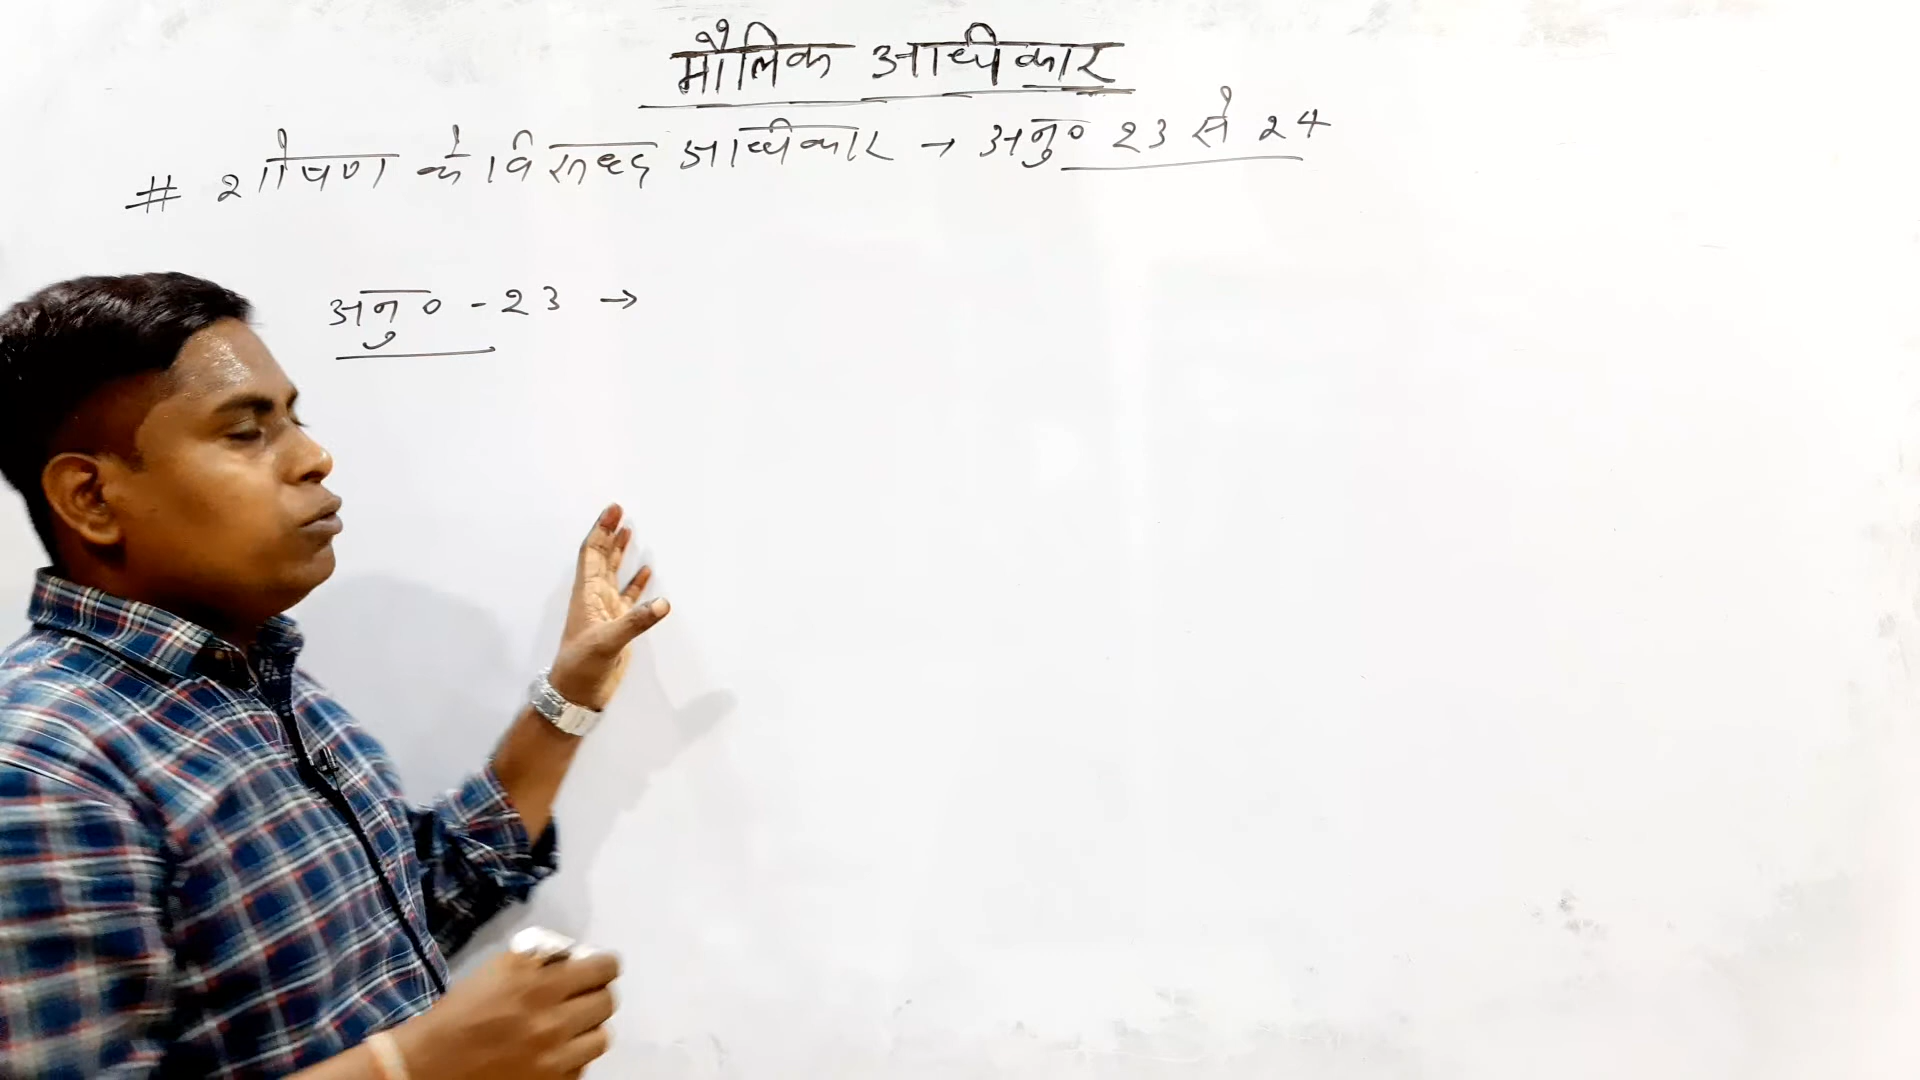 मौलिक अधिकार
# शोषण के विरुध्द अधिकार → अनु० 23 से 24
अनु० - 23 →